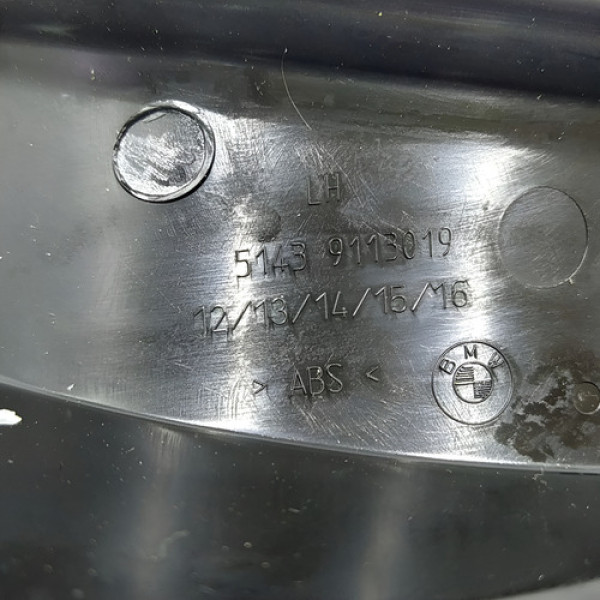 LH
5143 9113019
12/13/14/15/16
> ABS <
BMW